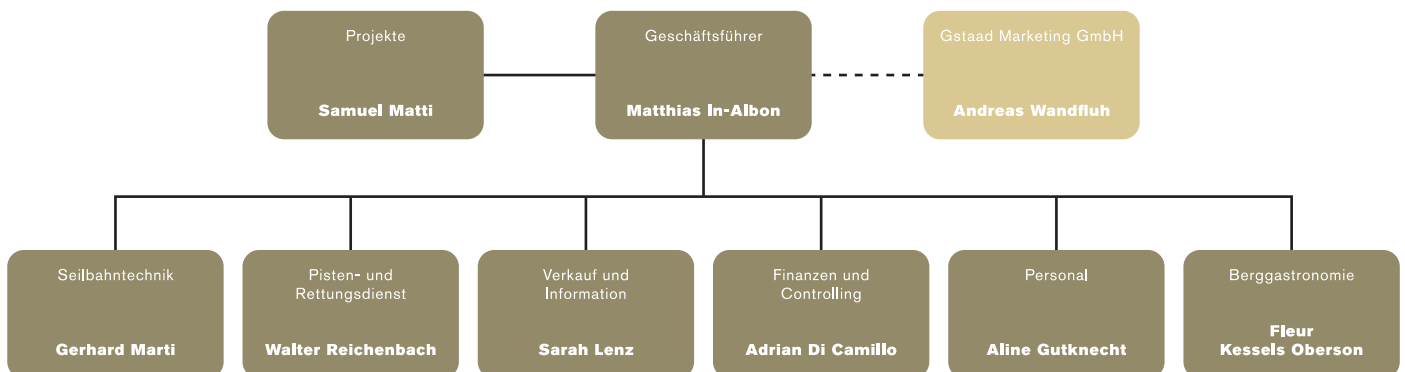 Projekte
Samuel Matti
Geschäftsführer
Matthias In-Albon
Gstaad Marketing GmbH
Andreas Wandfluh
Seilbahntechnik
Gerhard Marti
Pisten- und
Rettungsdienst
Walter Reichenbach
Verkauf und
Information
Sarah Lenz
Finanzen und
Controlling
Adrian Di Camillo
Personal
Aline Gutknecht
Berggastronomie
Fleur
Kessels Oberson